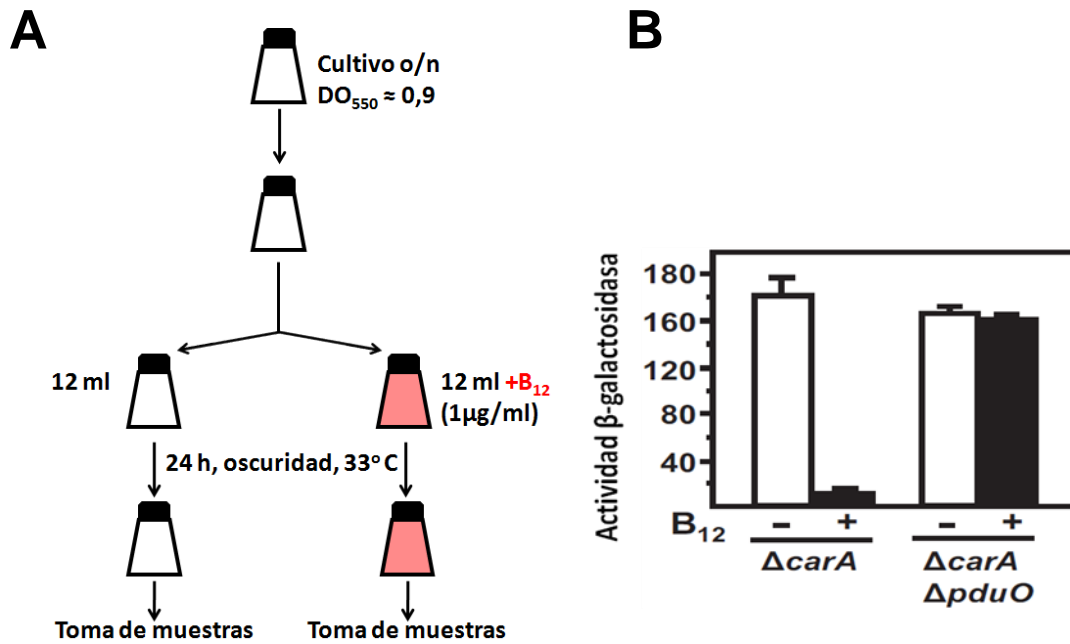 A
Cultivo o/n
DO₅₅₀ ≈ 0,9
12 ml
12 ml +B₁₂
(1µg/ml)
24 h, oscuridad, 33º C
Toma de muestras
Toma de muestras
B
Actividad β-galactosidasa
180
160
120
80
40
B₁₂
− + − +
ΔcarA
ΔcarA
ΔpduO